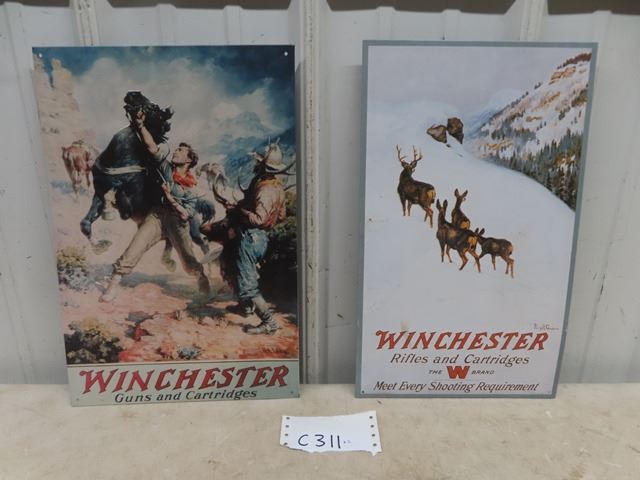 WINCHESTER
Guns and Cartridges
WINCHESTER
Rifles and Cartridges
THE W BRAND
Meet Every Shooting Requirement
C311